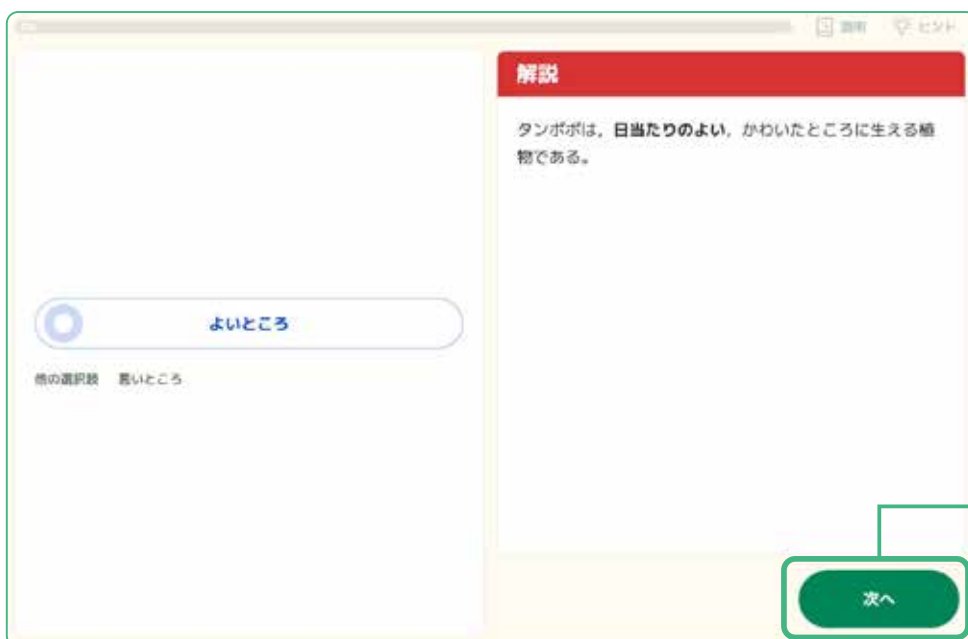 説明
ヒント
解説
タンポポは，日当たりのよい，かわいたところに生える植
物である。
よいところ
他の選択肢 悪いところ
次へ